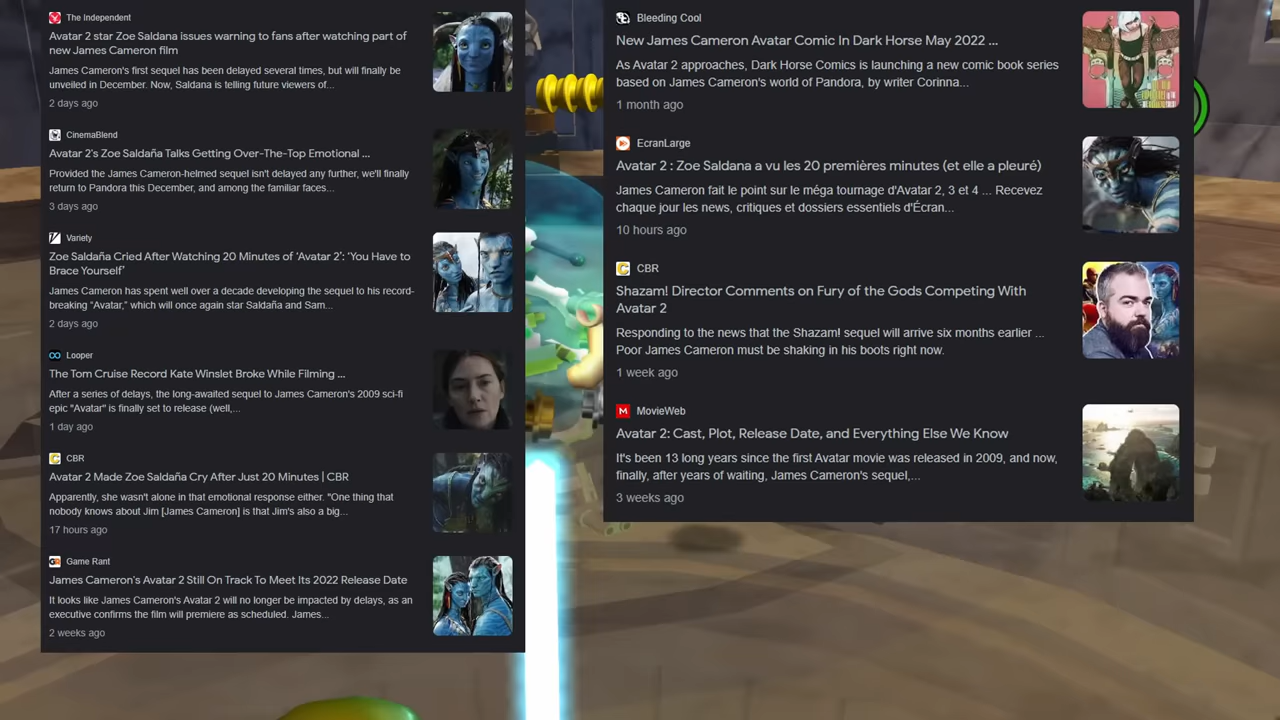 The Independent
Avatar 2 star Zoe Saldana issues warning to fans after watching part of
new James Cameron film
James Cameron's first sequel has been delayed several times, but will finally be
unveiled in December. Now, Saldana is telling future viewers of...
2 days ago
CinemaBlend
Avatar 2's Zoe Saldaña Talks Getting Over-The-Top Emotional ...
Provided the James Cameron-helmed sequel isn't delayed any further, we'll finally
return to Pandora this December, and among the familiar faces...
3 days ago
Variety
Zoe Saldaña Cried After Watching 20 Minutes of 'Avatar 2': 'You Have to
Brace Yourself'
James Cameron has spent well over a decade developing the sequel to his record-
breaking “Avatar,” which will once again star Saldaña and Sam...
2 days ago
Looper
The Tom Cruise Record Kate Winslet Broke While Filming ...
After a series of delays, the long-awaited sequel to James Cameron's 2009 sci-fi
epic "Avatar" is finally set to release (well,...
1 day ago
CBR
Avatar 2 Made Zoe Saldaña Cry After Just 20 Minutes | CBR
Apparently, she wasn't alone in that emotional response either. "One thing that
nobody knows about Jim [James Cameron] is that Jim's also a big...
17 hours ago
Game Rant
James Cameron's Avatar 2 Still On Track To Meet Its 2022 Release Date
It looks like James Cameron's Avatar 2 will no longer be impacted by delays, as an
executive confirms the film will premiere as scheduled. James...
2 weeks ago
Bleeding Cool
New James Cameron Avatar Comic In Dark Horse May 2022 ...
As Avatar 2 approaches, Dark Horse Comics is launching a new comic book series
based on James Cameron's world of Pandora, by writer Corinna...
1 month ago
EcranLarge
Avatar 2 : Zoe Saldana a vu les 20 premières minutes (et elle a pleuré)
James Cameron fait le point sur le méga tournage d'Avatar 2, 3 et 4 ... Recevez
chaque jour les news, critiques et dossiers essentiels d'Écran...
10 hours ago
CBR
Shazam! Director Comments on Fury of the Gods Competing With
Avatar 2
Responding to the news that the Shazam! sequel will arrive six months earlier ...
Poor James Cameron must be shaking in his boots right now.
1 week ago
MovieWeb
Avatar 2: Cast, Plot, Release Date, and Everything Else We Know
It's been 13 long years since the first Avatar movie was released in 2009, and now,
finally, after years of waiting, James Cameron's sequel,...
3 weeks ago